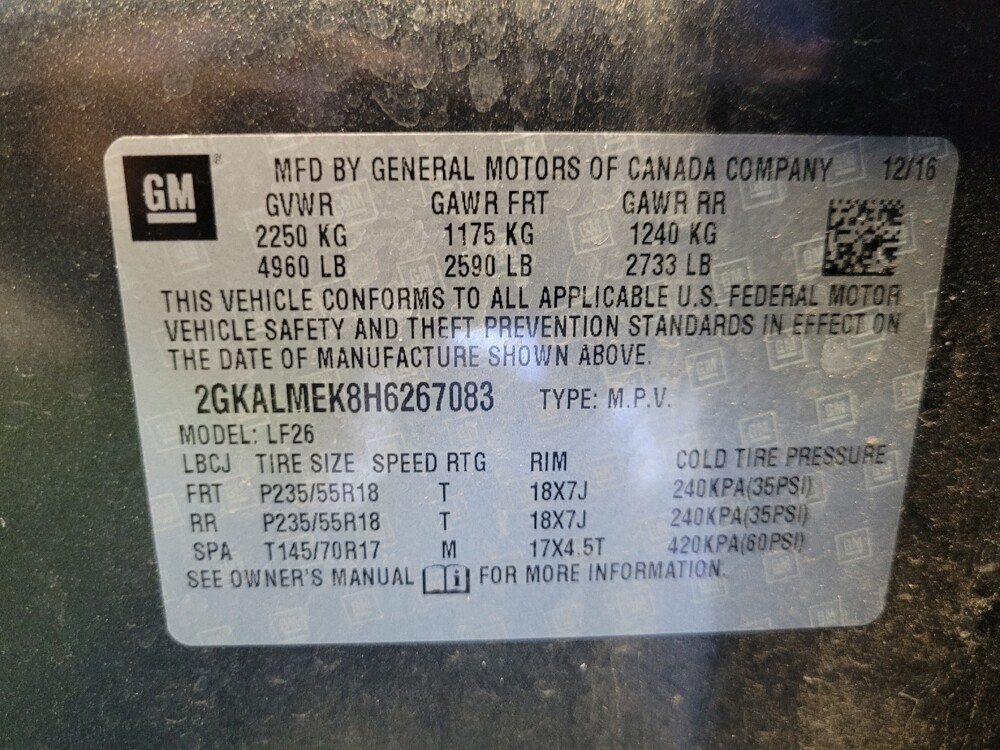 GM ® MFD BY GENERAL MOTORS OF CANADA COMPANY 12/16
GVWR GAWR FRT GAWR RR
2250 KG 1175 KG 1240 KG
4960 LB 2590 LB 2733 LB
THIS VEHICLE CONFORMS TO ALL APPLICABLE U.S. FEDERAL MOTOR
VEHICLE SAFETY AND THEFT PREVENTION STANDARDS IN EFFECT ON
THE DATE OF MANUFACTURE SHOWN ABOVE.
2GKALMEK8H6267083 TYPE: M.P.V.
MODEL: LF26
LBCJ TIRE SIZE SPEED RTG RIM COLD TIRE PRESSURE
FRT P235/55R18 T 18X7J 240KPA(35PSI)
RR P235/55R18 T 18X7J 240KPA(35PSI)
SPA T145/70R17 M 17X4.5T 420KPA(60PSI)
SEE OWNER'S MANUAL i FOR MORE INFORMATION.